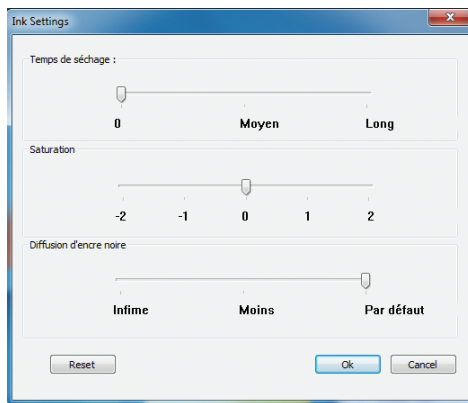 Ink Settings
Temps de séchage :
0 Moyen Long
Saturation
-2 -1 0 1 2
Diffusion d'encre noire
Infime Moins Par défaut
Reset Ok Cancel